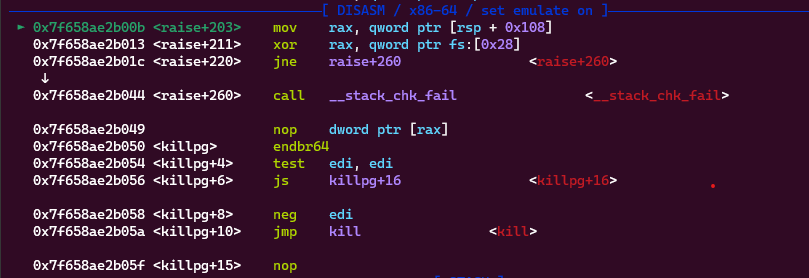 [ DISASM / x86-64 / set emulate on ]
► 0x7f658ae2b00b <raise+203> mov rax, qword ptr [rsp + 0x108]
0x7f658ae2b013 <raise+211> xor rax, qword ptr fs:[0x28]
0x7f658ae2b01c <raise+220> jne raise+260 <raise+260>
↓
0x7f658ae2b044 <raise+260> call __stack_chk_fail <__stack_chk_fail>
0x7f658ae2b049 nop dword ptr [rax]
0x7f658ae2b050 <killpg> endbr64
0x7f658ae2b054 <killpg+4> test edi, edi
0x7f658ae2b056 <killpg+6> js killpg+16 <killpg+16>
0x7f658ae2b058 <killpg+8> neg edi
0x7f658ae2b05a <killpg+10> jmp kill <kill>
0x7f658ae2b05f <killpg+15> nop